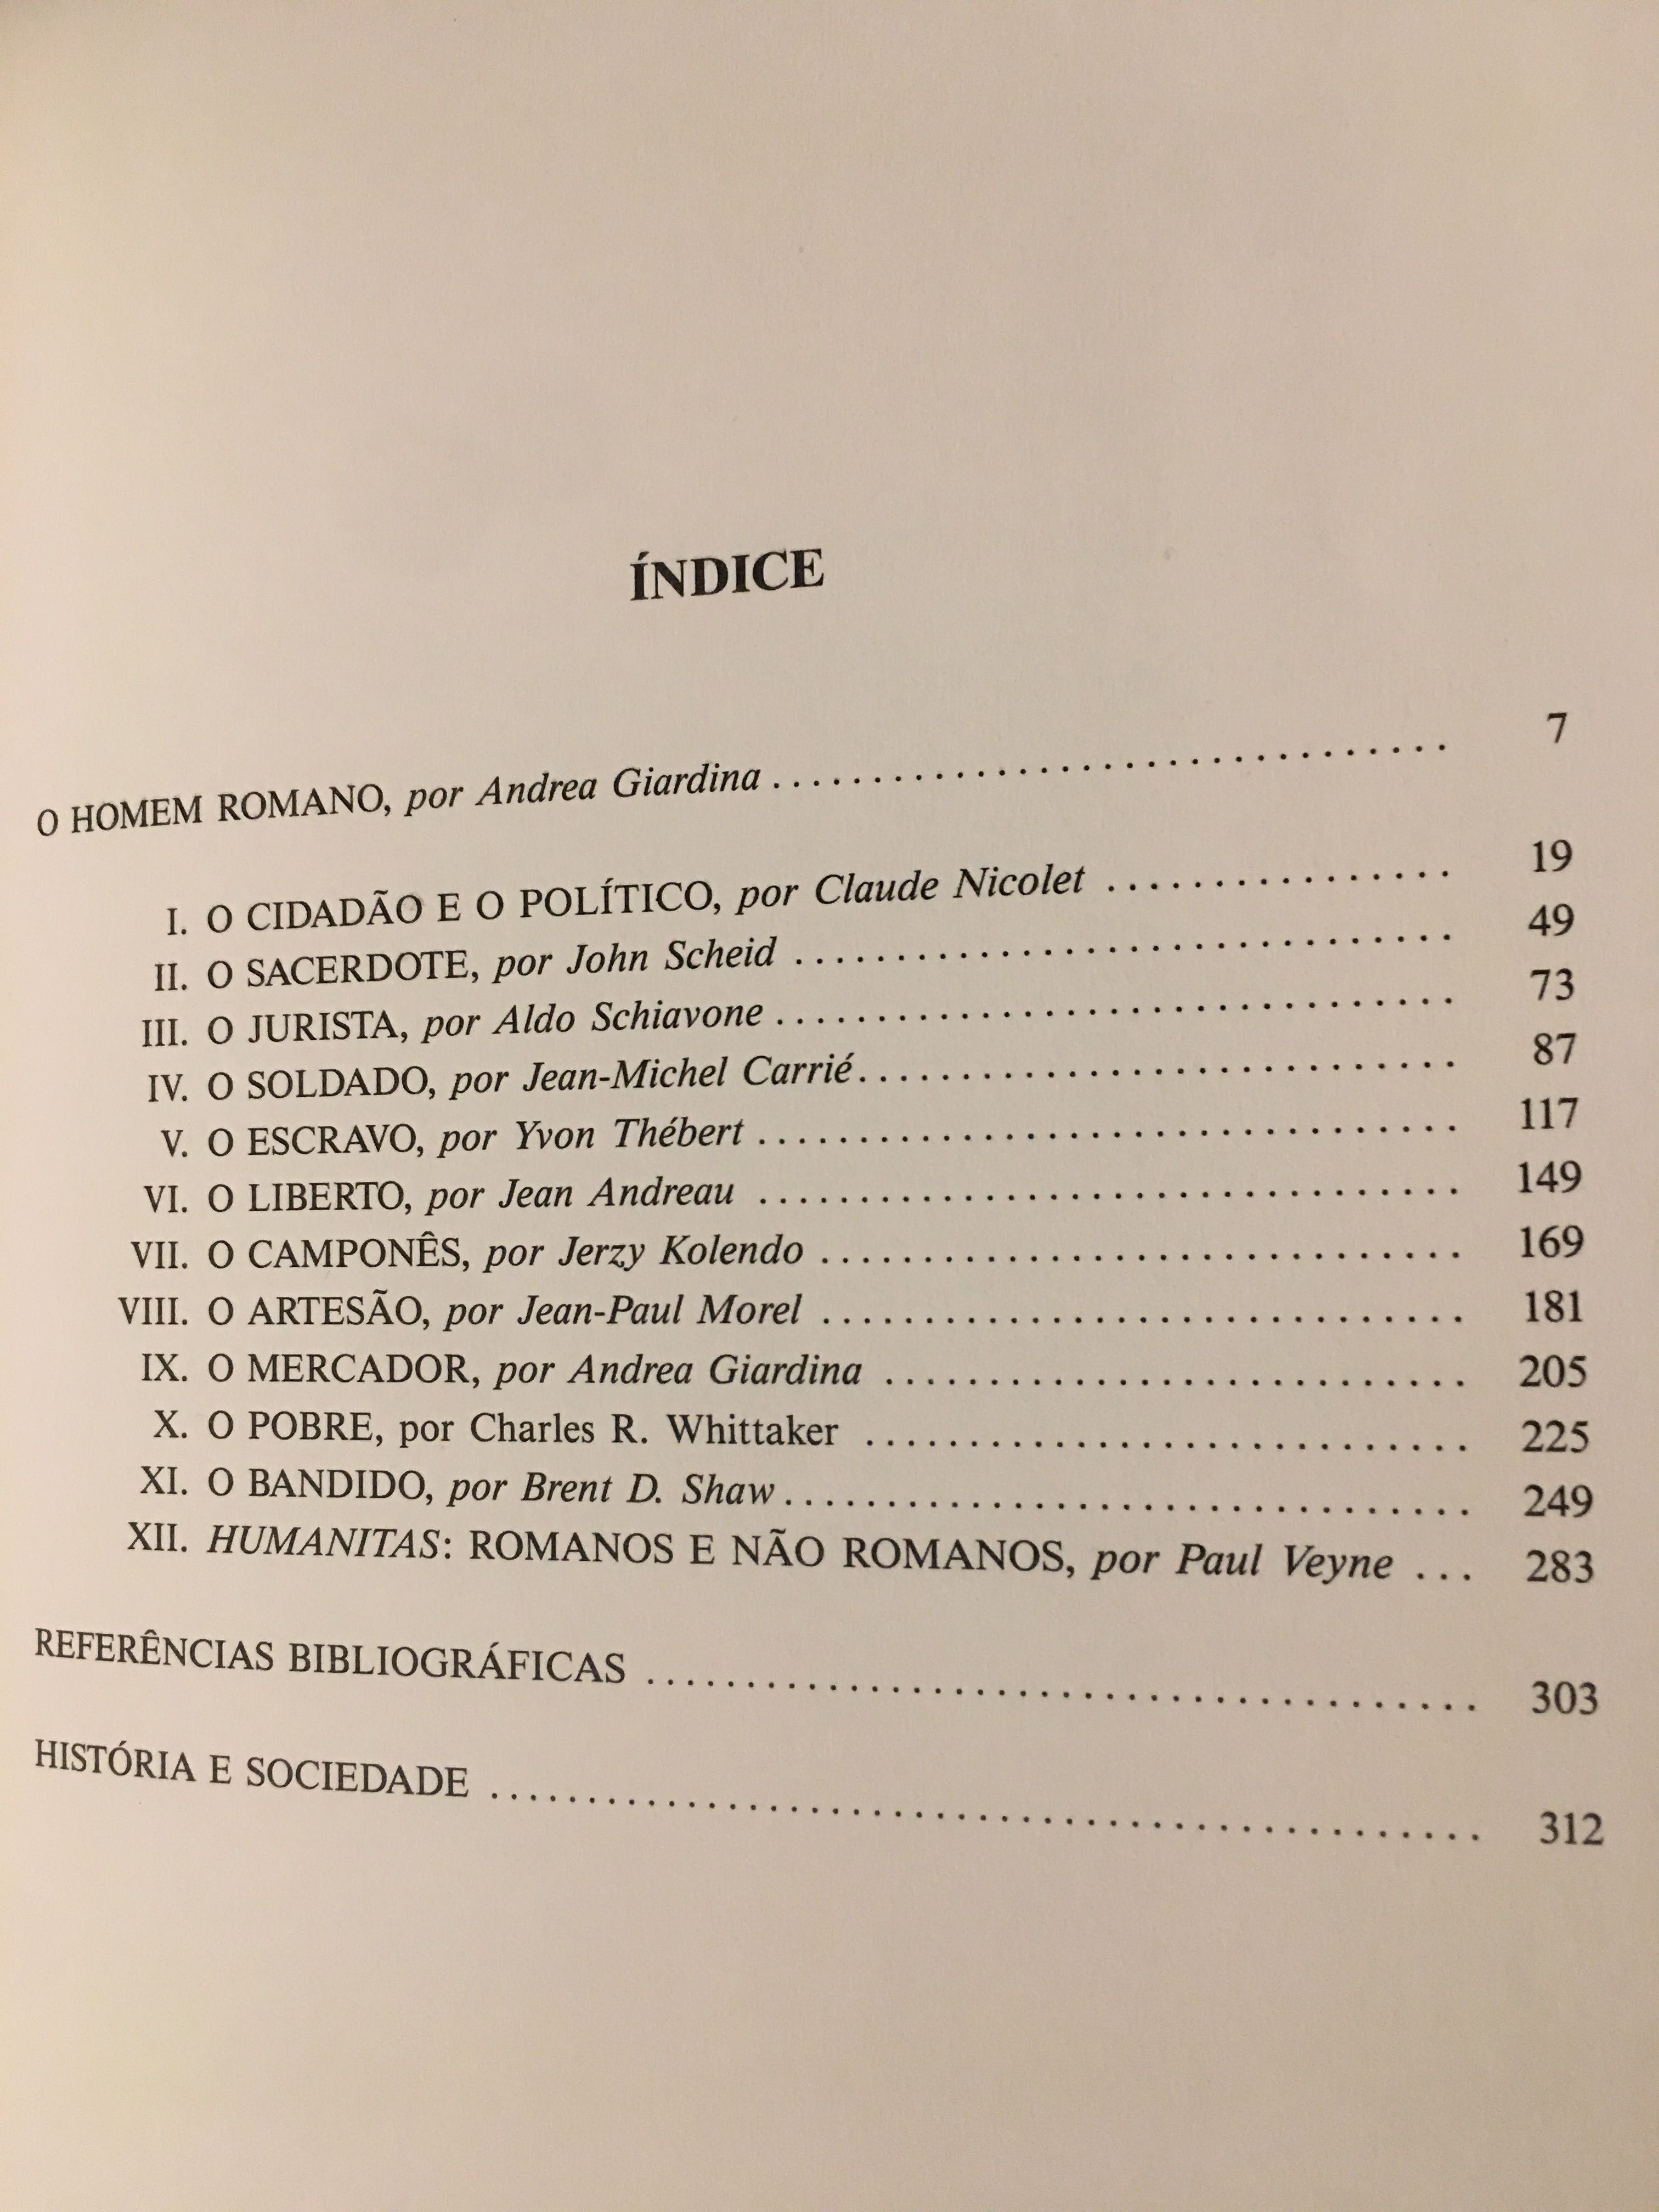 ÍNDICE
O HOMEM ROMANO, por Andrea Giardina .................................. 7
I. O CIDADÃO E O POLÍTICO, por Claude Nicolet ............... 19
II. O SACERDOTE, por John Scheid ............................ 49
III. O JURISTA, por Aldo Schiavone ............................ 73
IV. O SOLDADO, por Jean-Michel Carrié ............................ 87
V. O ESCRAVO, por Yvon Thébert ............................ 117
VI. O LIBERTO, por Jean Andreau ............................ 149
VII. O CAMPONÊS, por Jerzy Kolendo ............................ 169
VIII. O ARTESÃO, por Jean-Paul Morel ............................ 181
IX. O MERCADOR, por Andrea Giardina ............................ 205
X. O POBRE, por Charles R. Whittaker ............................ 225
XI. O BANDIDO, por Brent D. Shaw ............................ 249
XII. HUMANITAS: ROMANOS E NÃO ROMANOS, por Paul Veyne ... 283
REFERÊNCIAS BIBLIOGRÁFICAS .................................. 303
HISTÓRIA E SOCIEDADE .................................. 312